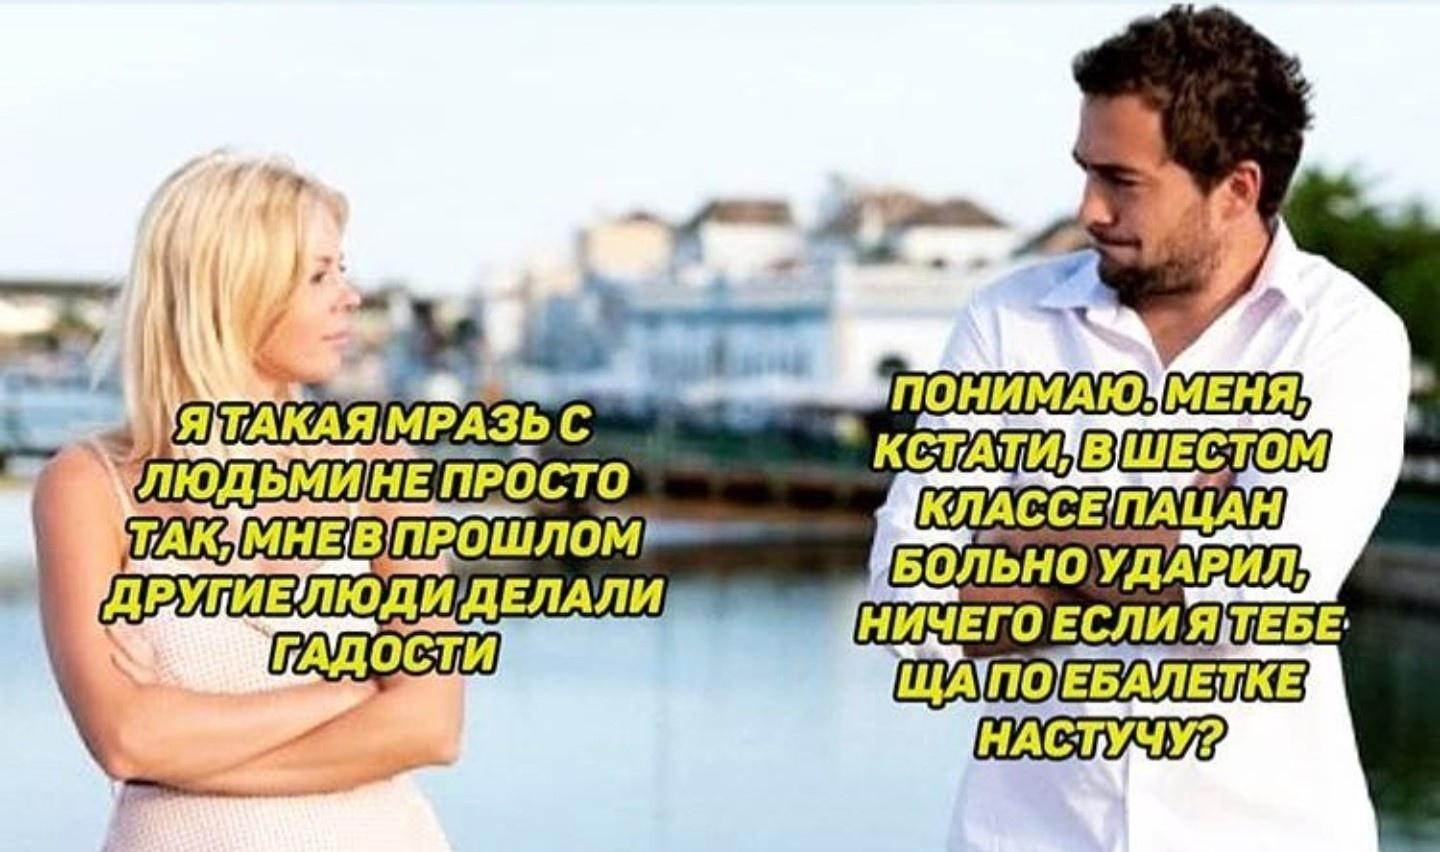 Я ТАКАЯ МРАЗЬ С
ЛЮДЬМИ НЕ ПРОСТО
ТАК, МНЕ В ПРОШЛОМ
ДРУГИЕ ЛЮДИ ДЕЛАЛИ
ГАДОСТИ
ПОНИМАЮ. МЕНЯ,
КСТАТИ, В ШЕСТОМ
КЛАССЕ ПАЦАН
БОЛЬНО УДАРИЛ,
НИЧЕГО ЕСЛИ Я ТЕБЕ
ЩА ПО ЕБАЛЕТКЕ
НАСТУЧУ?